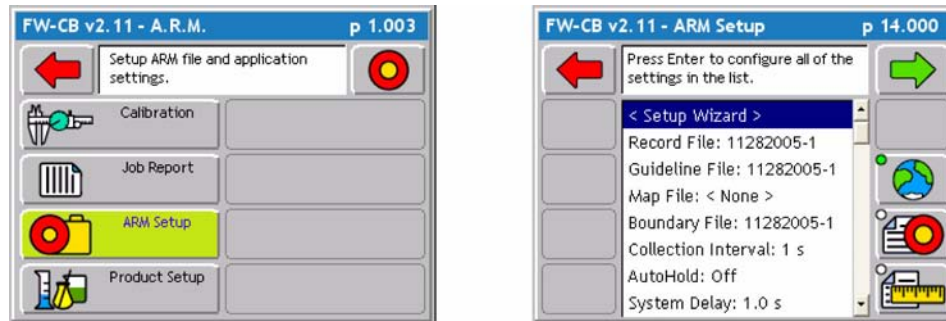 FW-CB v2.11 - A.R.M. p 1.003
Setup ARM file and application
settings.
Calibration
Job Report
ARM Setup
Product Setup
FW-CB v2.11 - ARM Setup p 14.000
Press Enter to configure all of the
settings in the list.
< Setup Wizard >
Record File: 11282005-1
Guideline File: 11282005-1
Map File: < None >
Boundary File: 11282005-1
Collection Interval: 1 s
AutoHold: Off
System Delay: 1.0 s